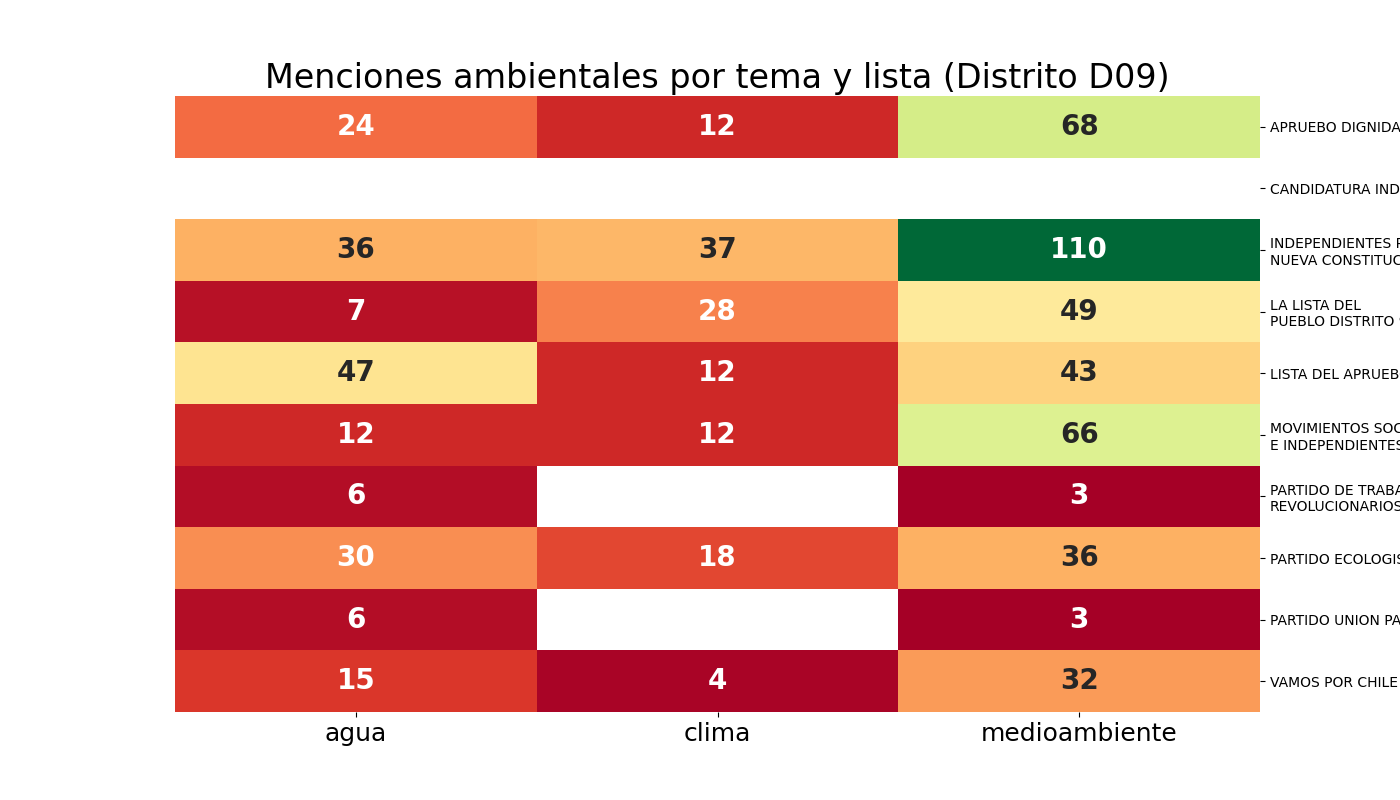 Menciones ambientales por tema y lista (Distrito D09)
24 12 68 APRUEBO DIGNIDA
CANDIDATURA IND
36 37 110 INDEPENDIENTES
NUEVA CONSTITUC
7 28 49 LA LISTA DEL
PUEBLO DISTRITO
47 12 43 LISTA DEL APRUEB
12 12 66 MOVIMIENTOS SOC
E INDEPENDIENTES
6 3 PARTIDO DE TRABA
REVOLUCIONARIOS
30 18 36 PARTIDO ECOLOGIS
6 3 PARTIDO UNION PA
15 4 32 VAMOS POR CHILE
agua clima medioambiente